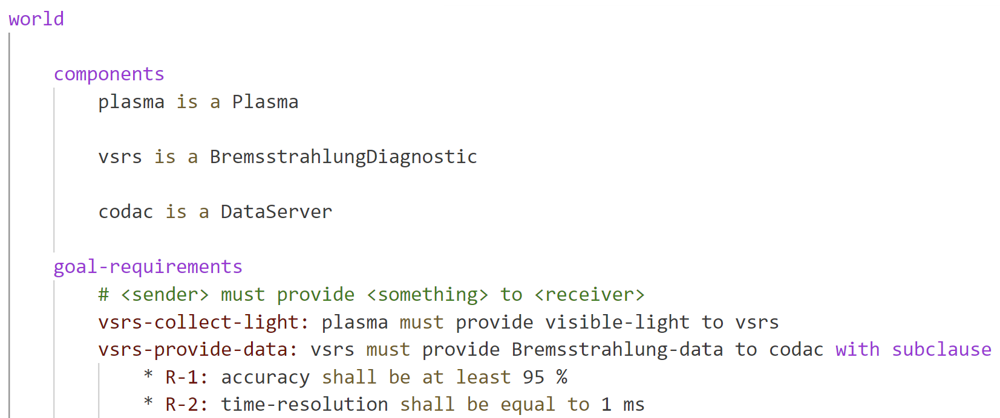 world
components
plasma is a Plasma
vsrs is a BremsstrahlungDiagnostic
codac is a DataServer
goal-requirements
# <sender> must provide <something> to <receiver>
vsrs-collect-light: plasma must provide visible-light to vsrs
vsrs-provide-data: vsrs must provide Bremsstrahlung-data to codac with subclause
* R-1: accuracy shall be at least 95 %
* R-2: time-resolution shall be equal to 1 ms